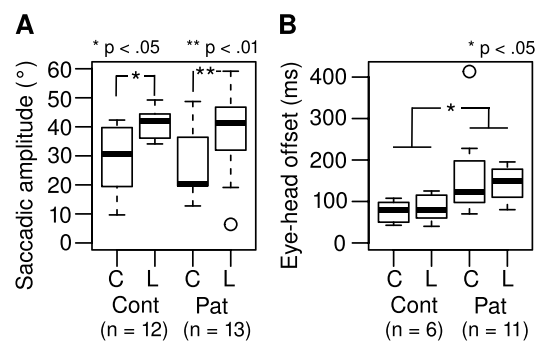 A
* p < .05
** p < .01
Saccadic amplitude (°)
60
50
40
30
20
10
0
*
**
C L C L
Cont Pat
(n = 12) (n = 13)
B
* p < .05
Eye-head offset (ms)
400
300
200
100
0
*
C L C L
Cont Pat
(n = 6) (n = 11)